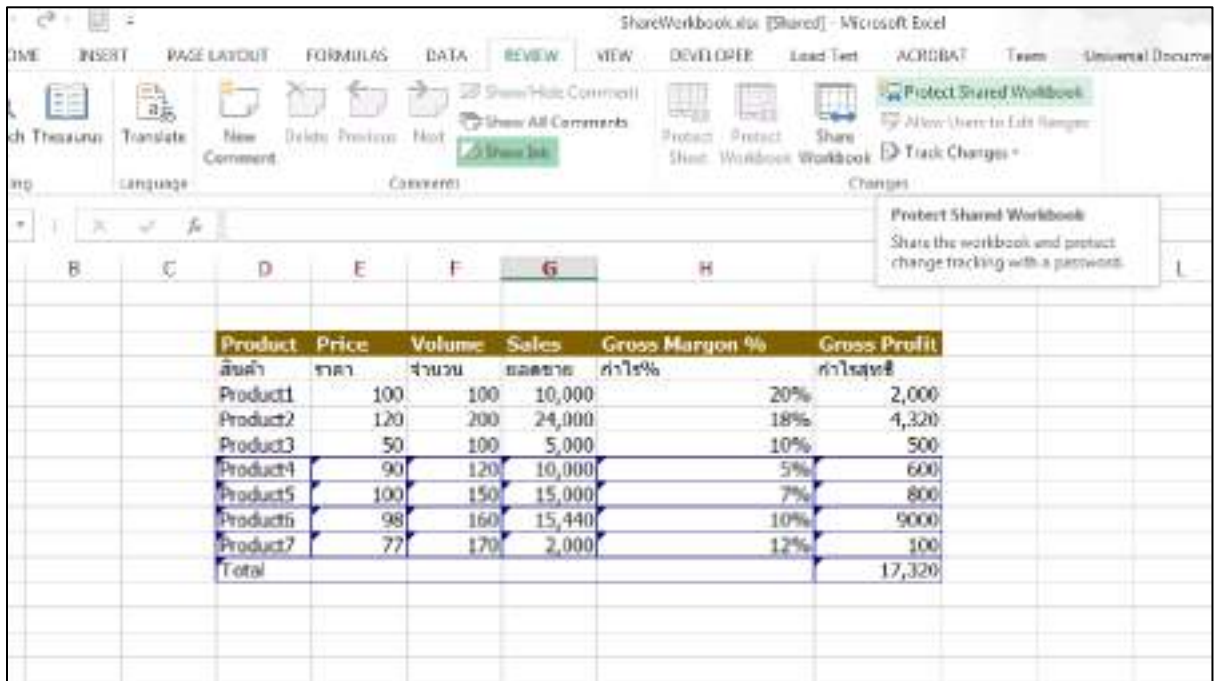 ShareWorkbook.xlsx [Shared] - Microsoft Excel
OME INSERT PAGE LAYOUT FORMULAS DATA REVIEW VIEW DEVELOPER Load Test ACROBAT Team Universal Docume
ch Thesaurus Translate New Comment Delete Previous Next Show/Hide Comment Show All Comments Show Ink Protect Sheet Protect Workbook Share Workbook Protect Shared Workbook Allow Users to Edit Ranges Track Changes
ing Language Comments Changes
fx
Protect Shared Workbook
Share the workbook and protect
change tracking with a password.
B C D E F G H L
Product Price Volume Sales Gross Margon % Gross Profit
สินค้า ราคา จำนวน ยอดขาย กำไร% กำไรสุทธิ
Product1 100 100 10,000 20% 2,000
Product2 120 200 24,000 18% 4,320
Product3 50 100 5,000 10% 500
Product4 90 120 10,000 5% 600
Product5 100 150 15,000 7% 800
Product6 98 160 15,440 10% 9000
Product7 77 170 2,000 12% 100
Total 17,320